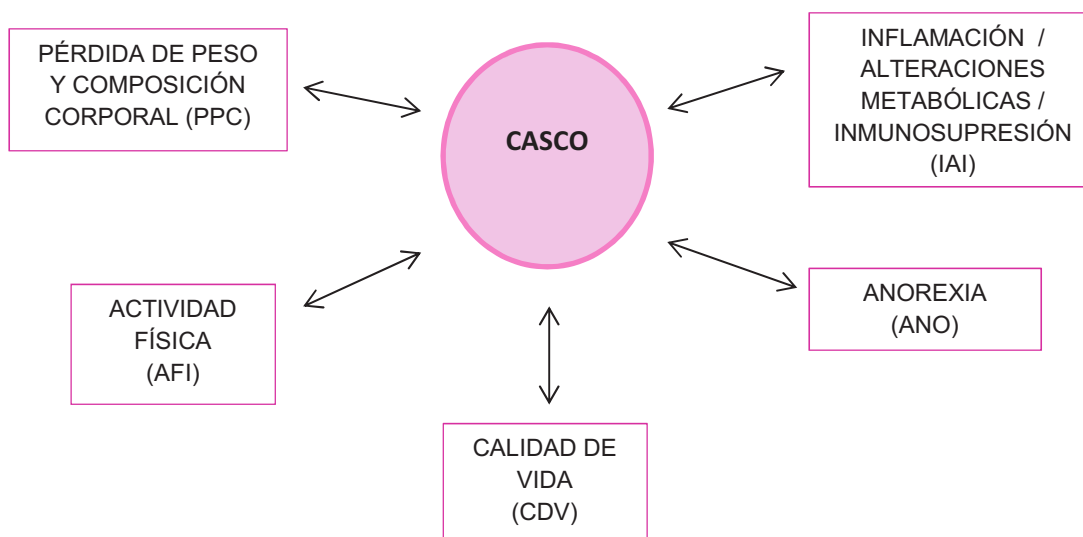 PÉRDIDA DE PESO
Y COMPOSICIÓN
CORPORAL (PPC)
CASCO
INFLAMACIÓN /
ALTERACIONES
METABÓLICAS /
INMUNOSUPRESIÓN
(IAI)
ACTIVIDAD
FÍSICA
(AFI)
ANOREXIA
(ANO)
CALIDAD DE
VIDA
(CDV)